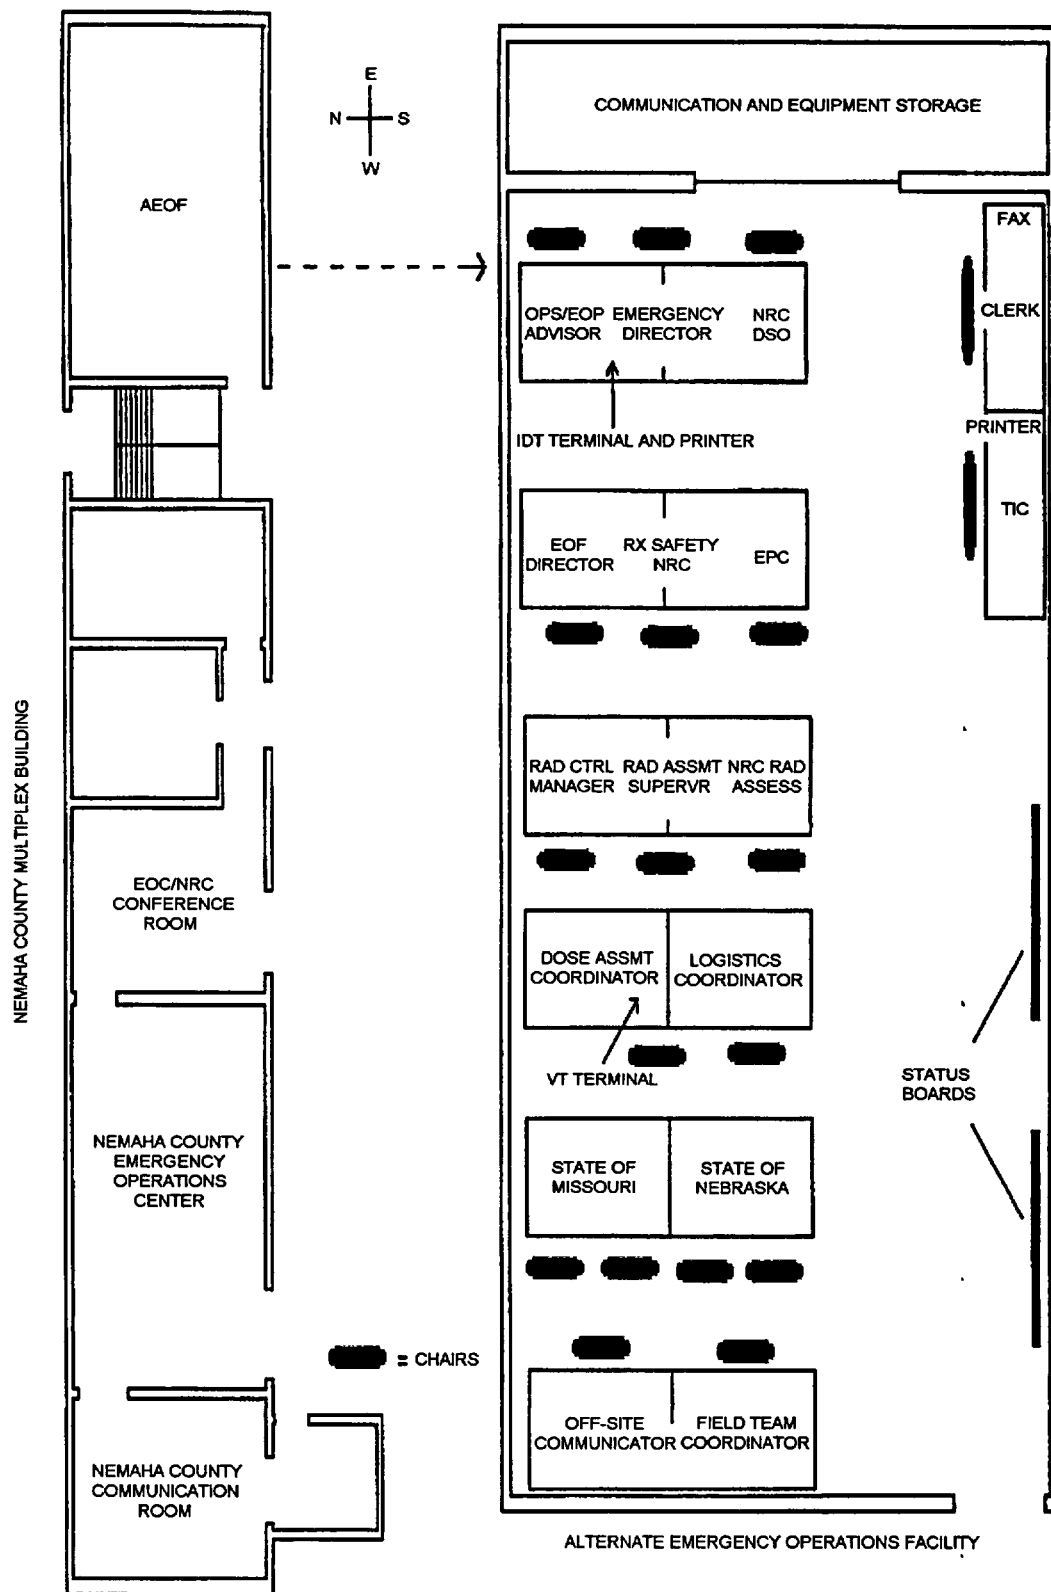 E
N S
W
AEOF
NEMAHA COUNTY MULTIPLEX BUILDING
EOC/NRC
CONFERENCE
ROOM
NEMAHA COUNTY
EMERGENCY
OPERATIONS
CENTER
= CHAIRS
NEMAHA COUNTY
COMMUNICATION
ROOM
COMMUNICATION AND EQUIPMENT STORAGE
FAX
CLERK
PRINTER
TIC
OPS/EOP
ADVISOR
EMERGENCY
DIRECTOR
NRC
DSO
IDT TERMINAL AND PRINTER
EOF
DIRECTOR
RX SAFETY
NRC
EPC
RAD CTRL
MANAGER
RAD ASSMT
SUPERVR
NRC RAD
ASSESS
DOSE ASSMT
COORDINATOR
LOGISTICS
COORDINATOR
VT TERMINAL
STATUS
BOARDS
STATE OF
MISSOURI
STATE OF
NEBRASKA
OFF-SITE
COMMUNICATOR
FIELD TEAM
COORDINATOR
ALTERNATE EMERGENCY OPERATIONS FACILITY